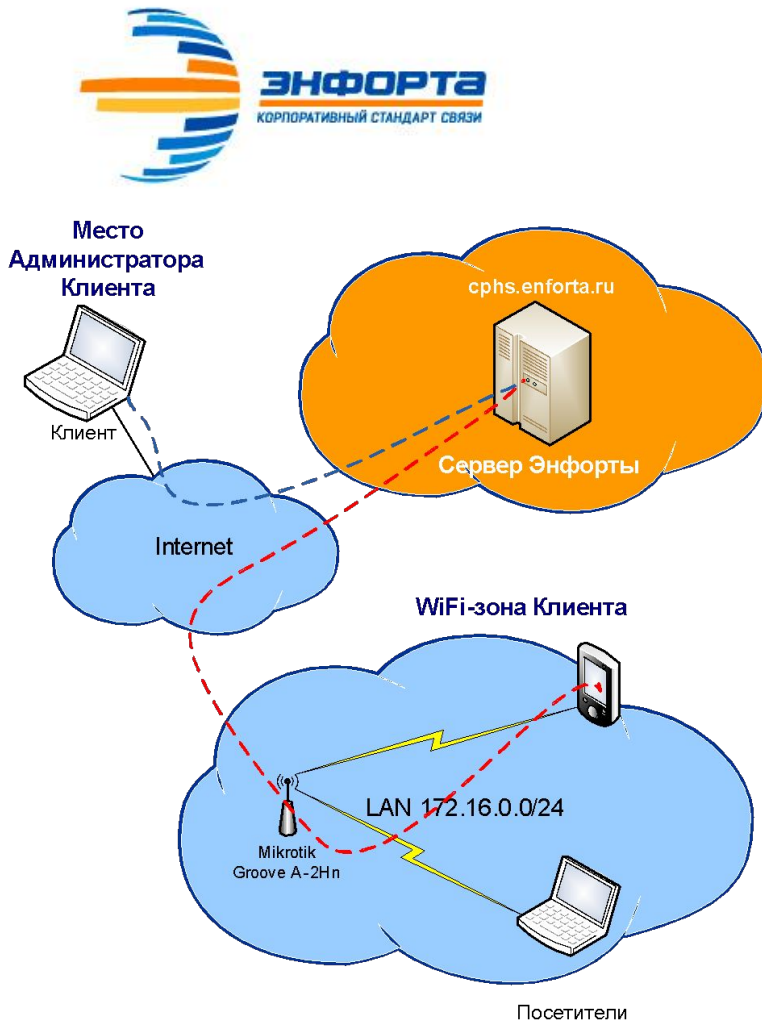 ЭНФОРТА
КОРПОРАТИВНЫЙ СТАНДАРТ СВЯЗИ
Место
Администратора
Клиента
cphs.enforta.ru
Клиент
Сервер Энфорты
Internet
WiFi-зона Клиента
LAN 172.16.0.0/24
Mikrotik
Groove A-2Hn
Посетители